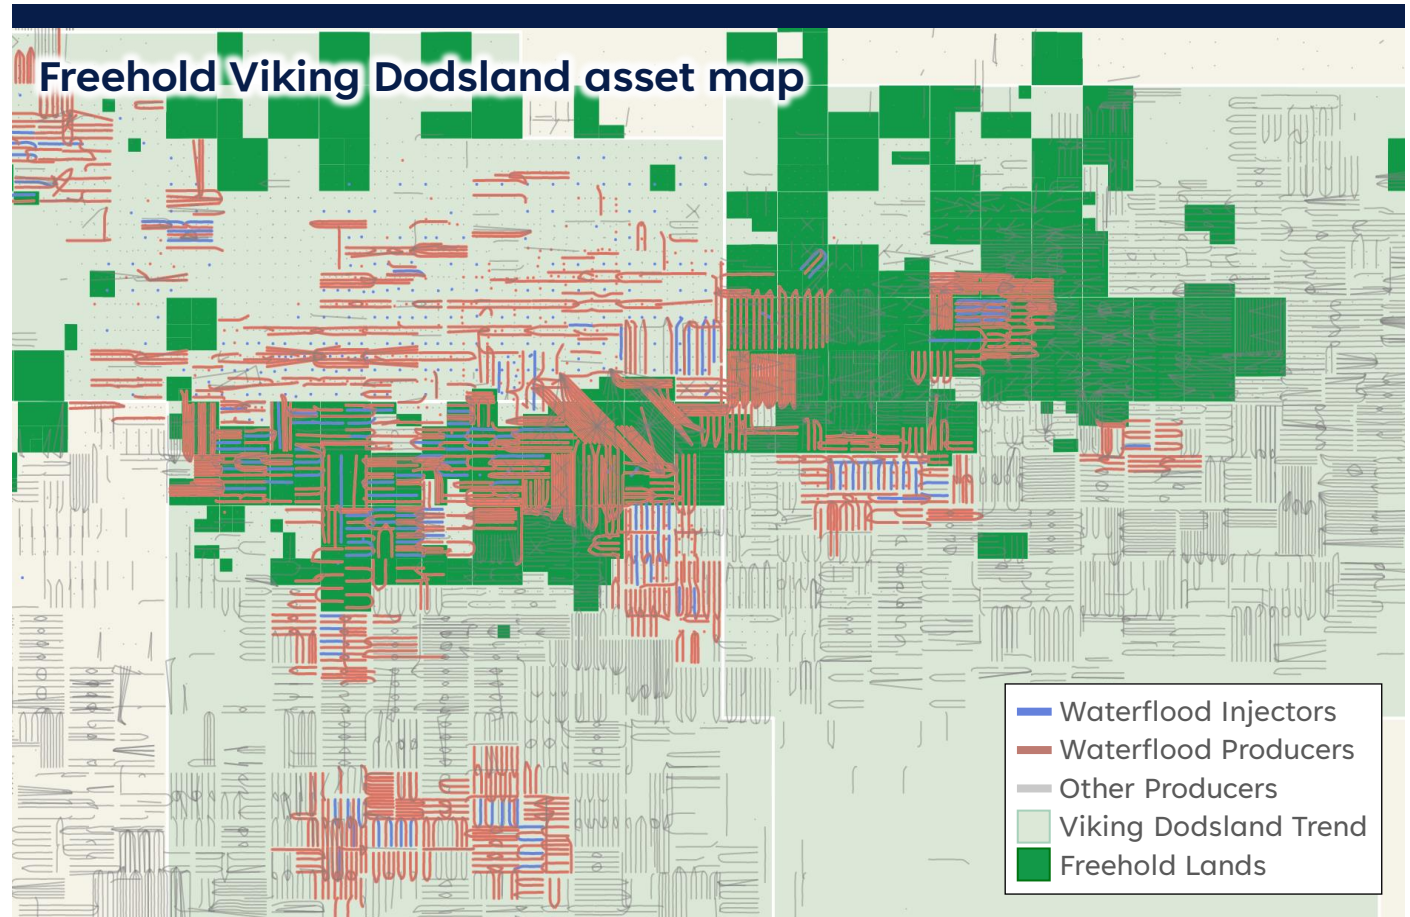 Freehold Viking Dodsland asset map
Waterflood Injectors
Waterflood Producers
Other Producers
Viking Dodsland Trend
Freehold Lands